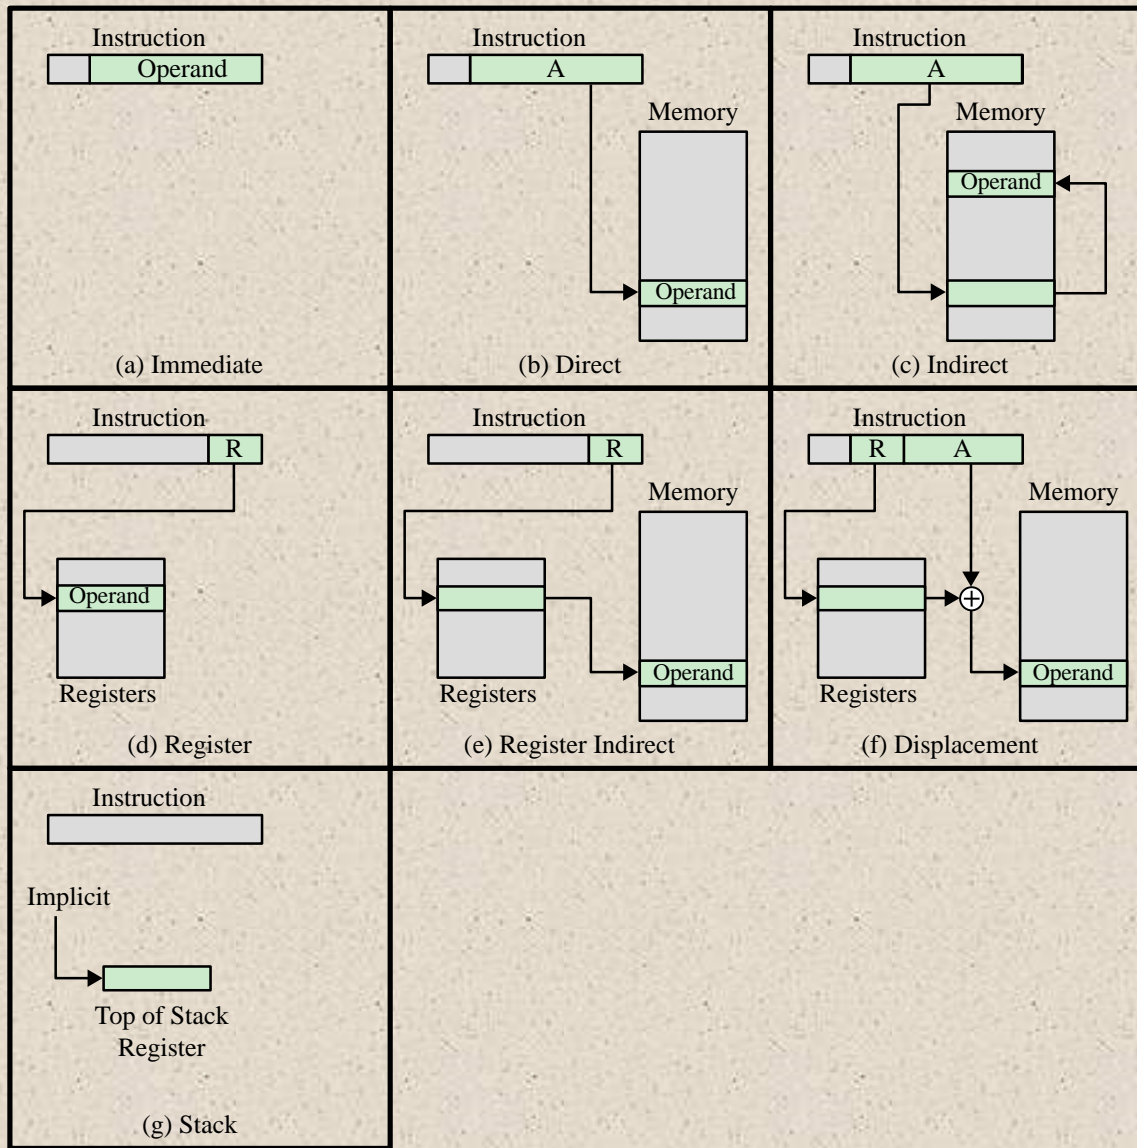 Instruction
Operand
(a) Immediate
Instruction
A
Memory
Operand
(b) Direct
Instruction
A
Memory
Operand
(c) Indirect
Instruction
R
Operand
Registers
(d) Register
Instruction
R
Memory
Operand
Registers
(e) Register Indirect
Instruction
R A
Memory
Operand
Registers
(f) Displacement
Instruction
Implicit
Top of Stack
Register
(g) Stack